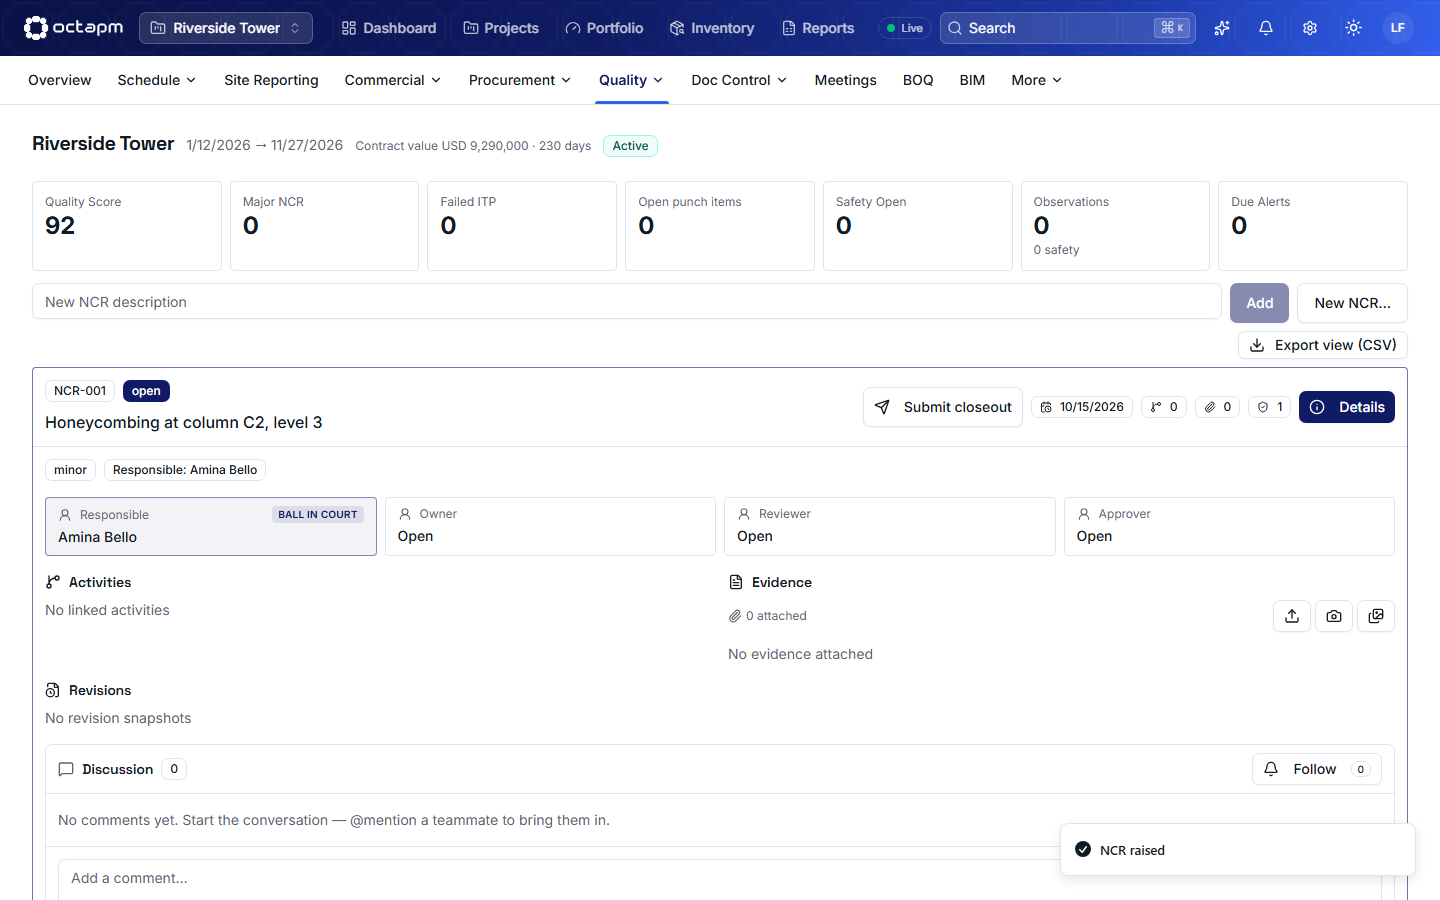 octapm
Riverside Tower
Dashboard
Projects
Portfolio
Inventory
Reports
Live
Search
⌘ K
LF
Overview
Schedule
Site Reporting
Commercial
Procurement
Quality
Doc Control
Meetings
BOQ
BIM
More
Riverside Tower 1/12/2026 → 11/27/2026 Contract value USD 9,290,000 · 230 days Active
Quality Score
92
Major NCR
0
Failed ITP
0
Open punch items
0
Safety Open
0
Observations
0
0 safety
Due Alerts
0
New NCR description
Add
New NCR...
Export view (CSV)
NCR-001 open
Honeycombing at column C2, level 3
Submit closeout
10/15/2026
0
0
1
Details
minor
Responsible: Amina Bello
Responsible
BALL IN COURT
Amina Bello
Owner
Open
Reviewer
Open
Approver
Open
Activities
No linked activities
Evidence
0 attached
No evidence attached
Revisions
No revision snapshots
Discussion 0
Follow 0
No comments yet. Start the conversation — @mention a teammate to bring them in.
NCR raised
Add a comment...